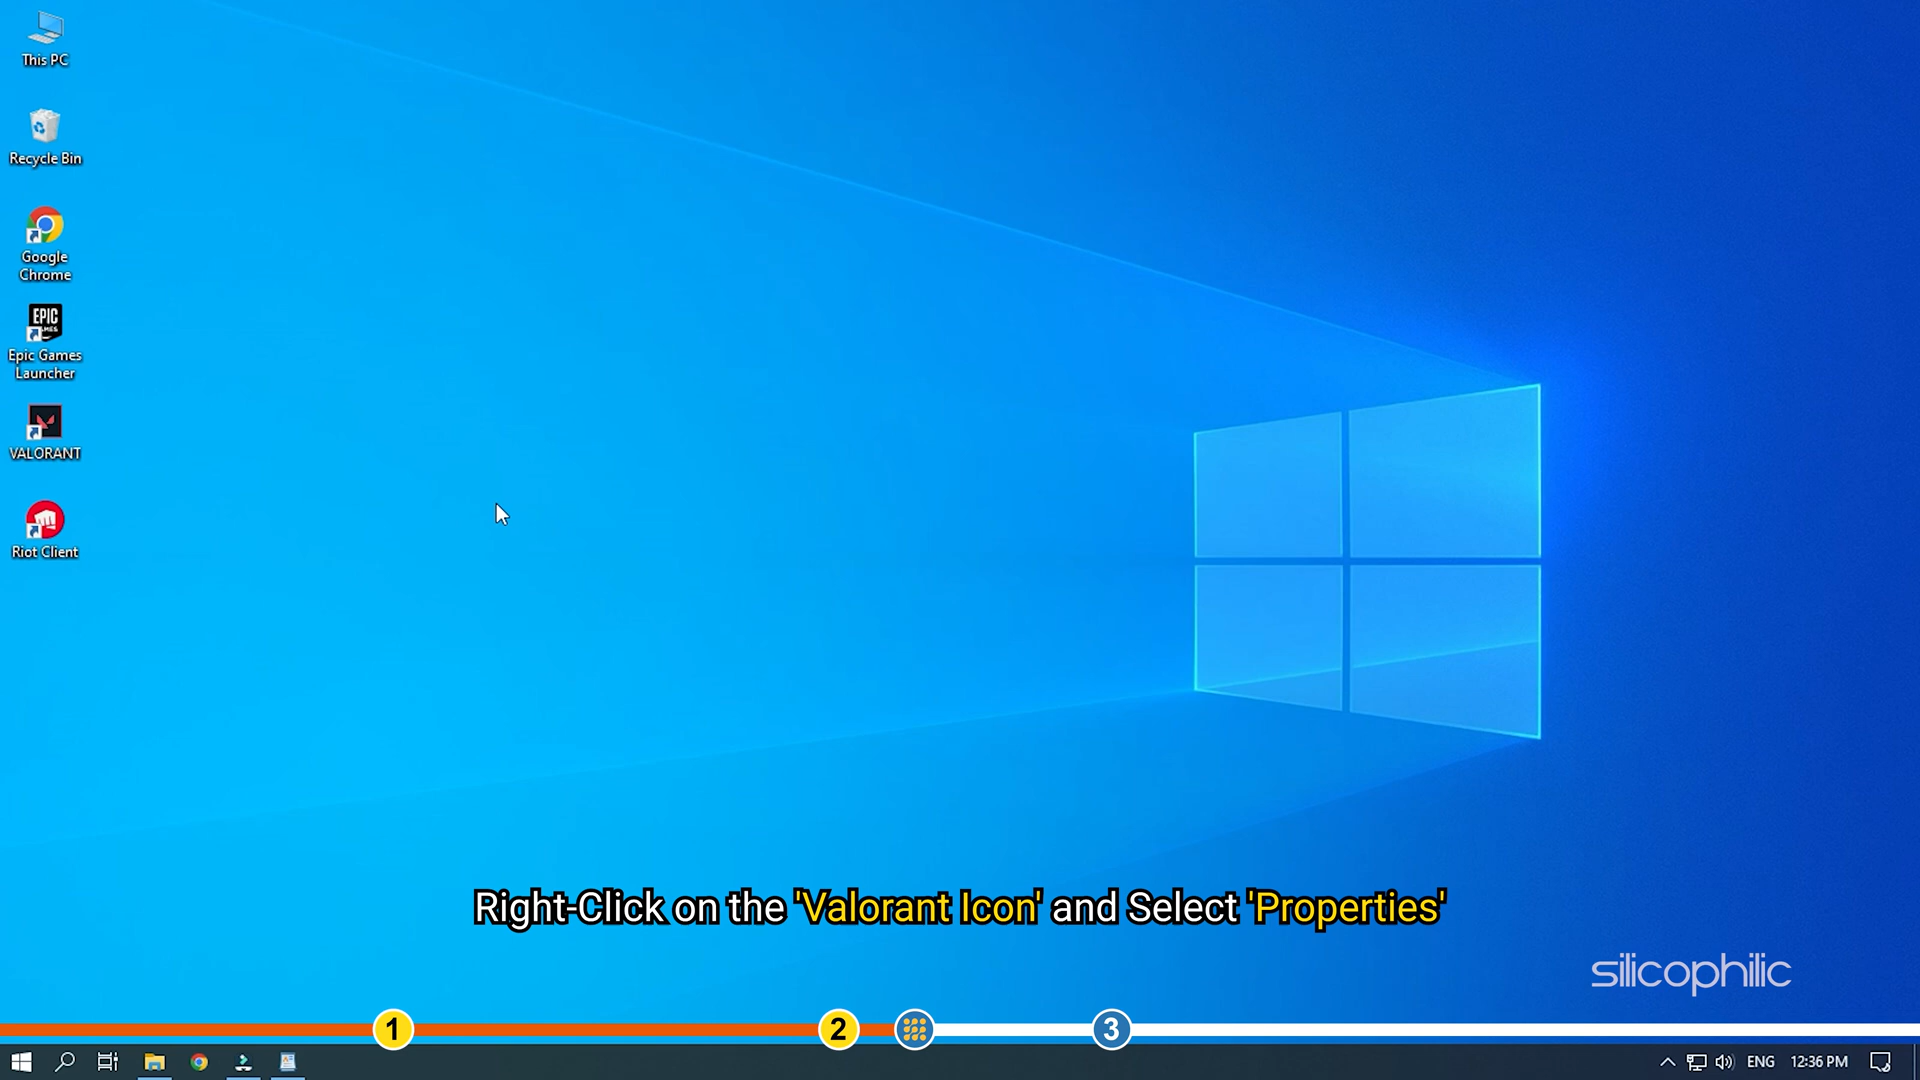 This PC
Recycle Bin
Google
Chrome
EPIC
Epic Games
Launcher
VALORANT
Riot Client
Right-Click on the 'Valorant Icon' and Select 'Properties'
silicophilic
1
2
3
ENG
12:36 PM